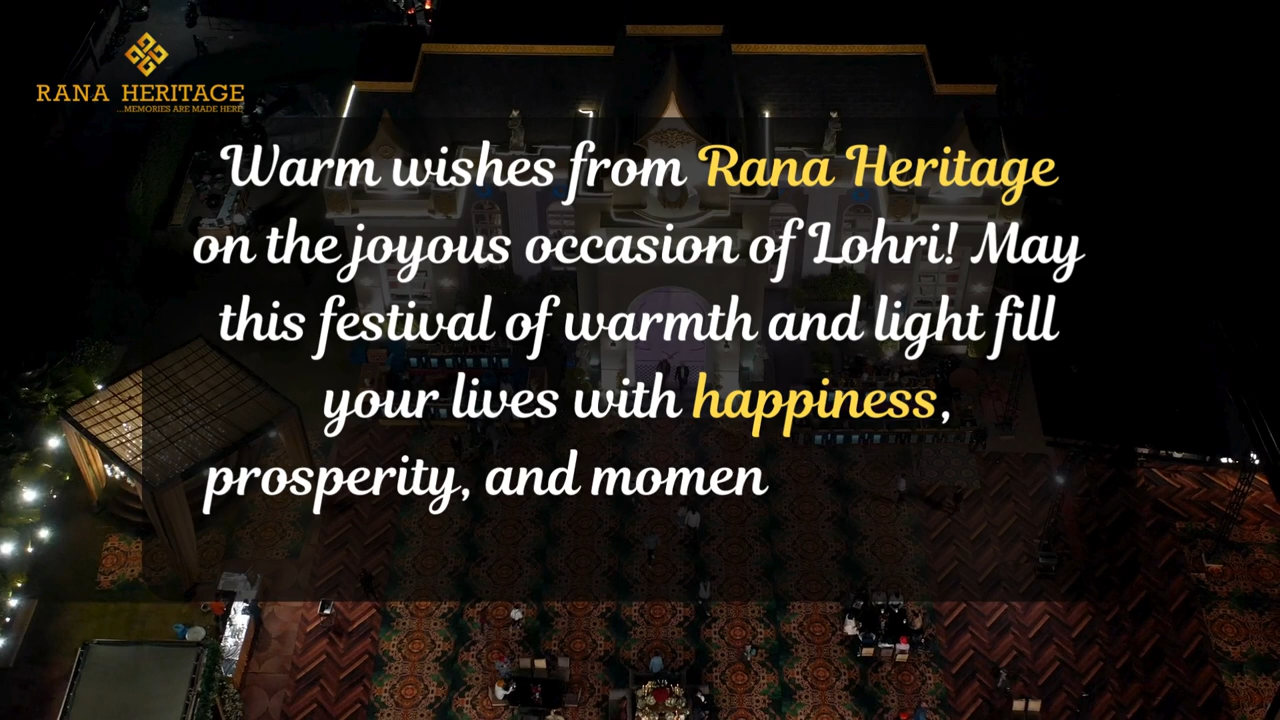 RANA HERITAGE
...MEMORIES ARE MADE HERE
Warm wishes from Rana Heritage
on the joyous occasion of Lohri! May
this festival of warmth and light fill
your lives with happiness,
prosperity, and momen